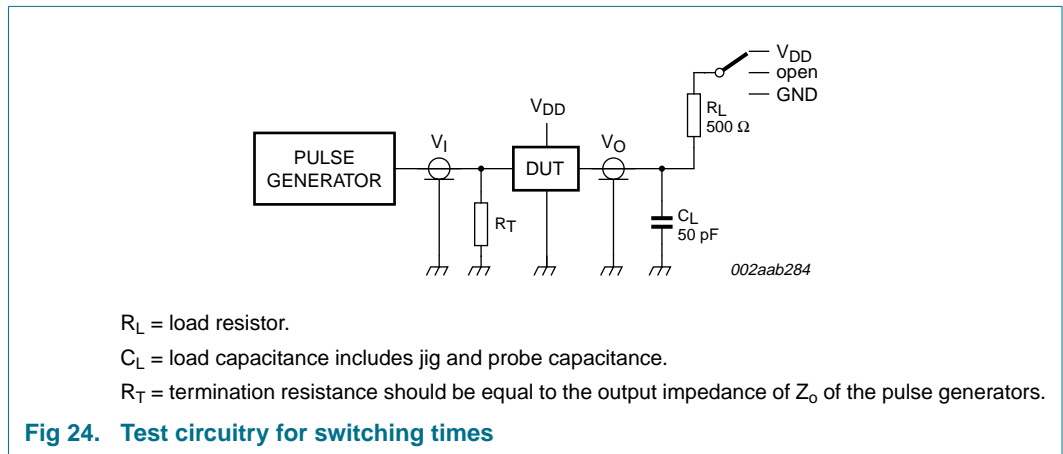 V_DD
open
GND
R_L
500 Ω
V_DD
V_I
V_O
PULSE
GENERATOR
DUT
R_T
C_L
50 pF
002aab284
R_L = load resistor.
C_L = load capacitance includes jig and probe capacitance.
R_T = termination resistance should be equal to the output impedance of Z_o of the pulse generators.
Fig 24. Test circuitry for switching times